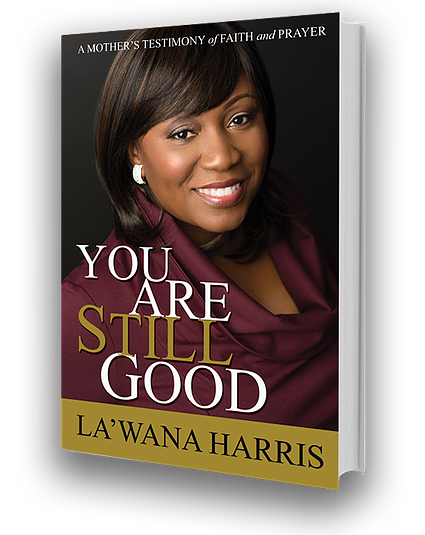 A MOTHER'S TESTIMONY of FAITH and PRAYER
YOU
ARE
STILL
GOOD
LA'WANA HARRIS